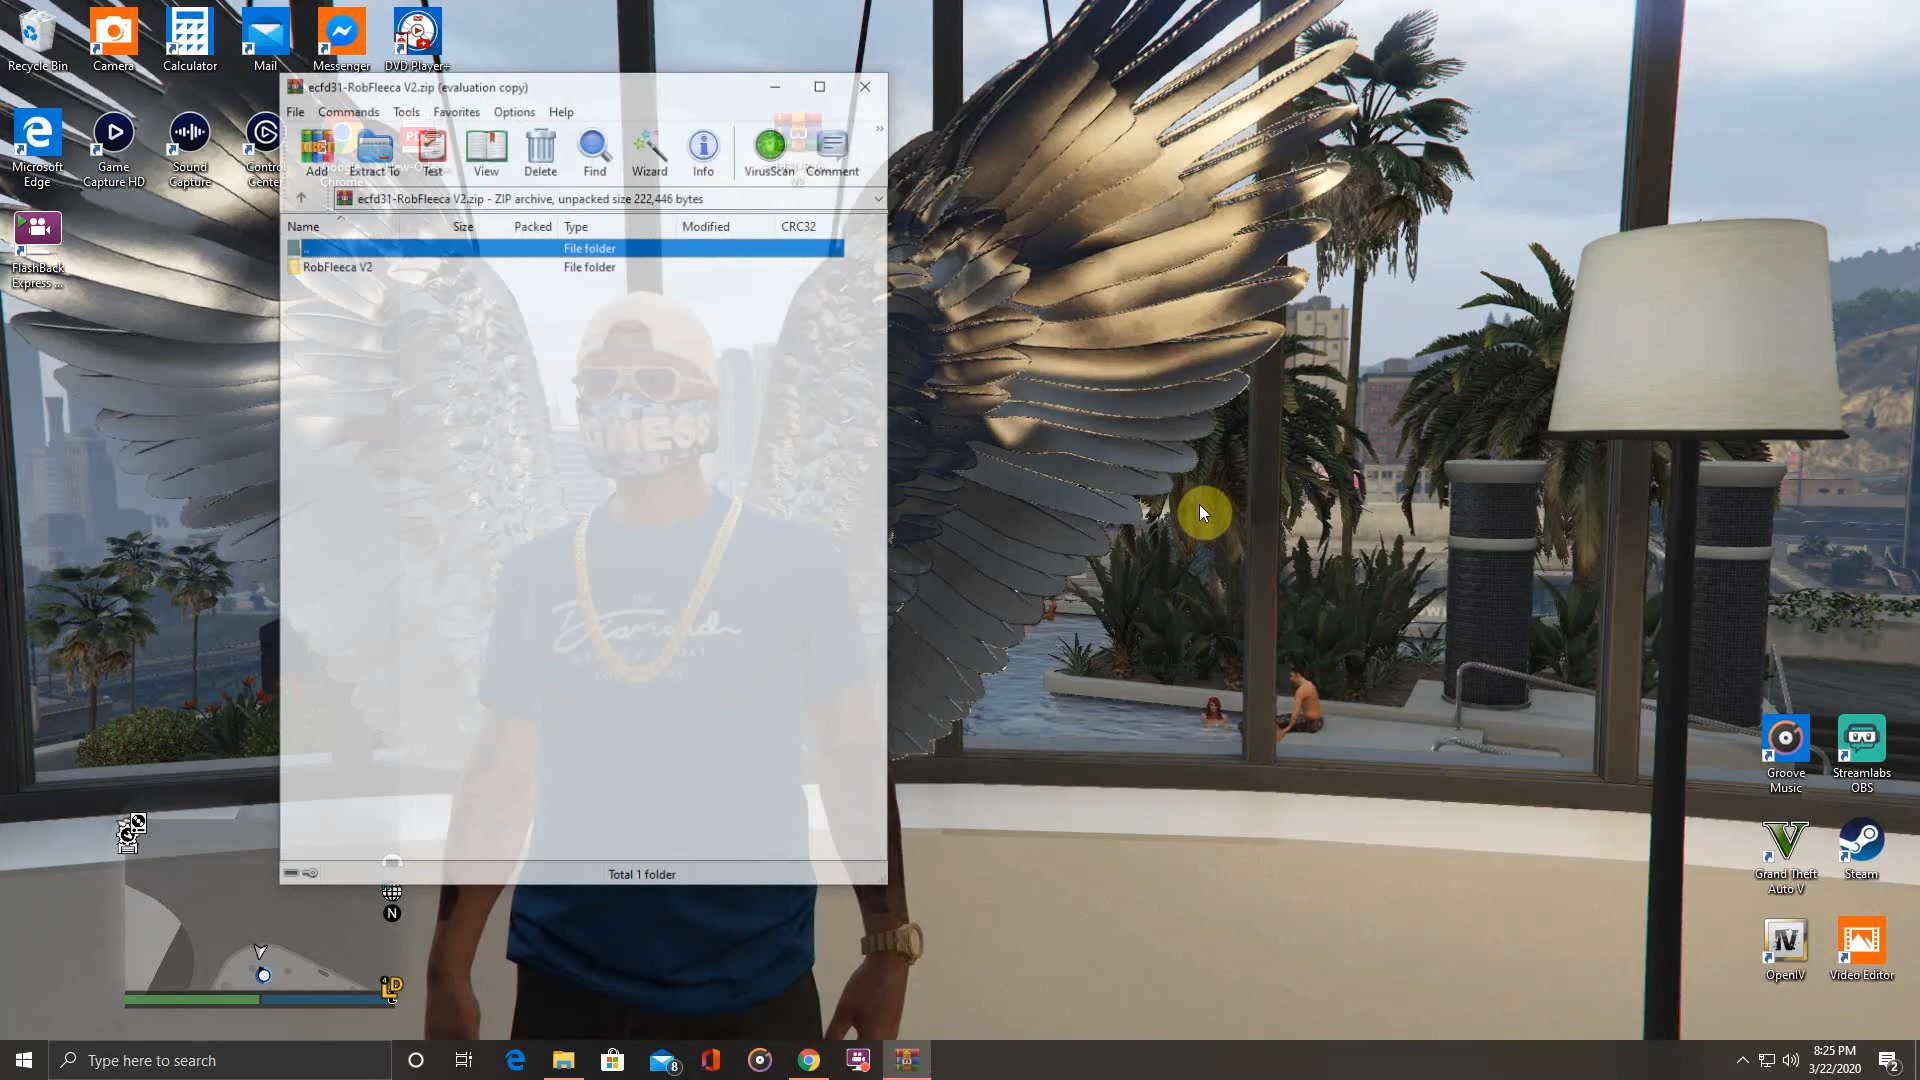 Recycle Bin
Camera
Calculator
Mail
Messenger
DVD Player+
ecfd31-RobFleeca V2.zip (evaluation copy)
File Commands Tools Favorites Options Help
Microsoft Edge
Game Capture HD
Sound Capture
Control Center
Add Extract To Test View Delete Find Wizard Info VirusScan Comment
ecfd31-RobFleeca V2.zip - ZIP archive, unpacked size 222,446 bytes
Name Size Packed Type Modified CRC32
.. File folder
RobFleeca V2 File folder
FlashBack Express ...
Total 1 folder
N
Groove Music
Streamlabs OBS
Grand Theft Auto V
Steam
OpenIV
Video Editor
Type here to search
8
8:25 PM
3/22/2020
2